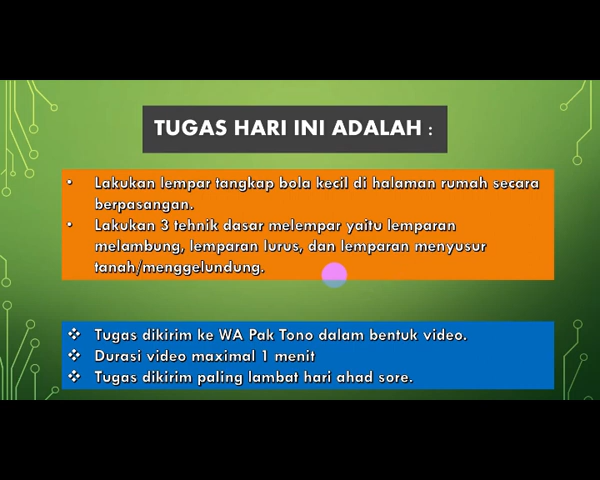 TUGAS HARI INI ADALAH :
• Lakukan lempar tangkap bola kecil di halaman rumah secara
berpasangan.
• Lakukan 3 tehnik dasar melempar yaitu lemparan
melambung, lemparan lurus, dan lemparan menyusur
tanah/menggelundung.
❖ Tugas dikirim ke WA Pak Tono dalam bentuk video.
❖ Durasi video maximal 1 menit
❖ Tugas dikirim paling lambat hari ahad sore.